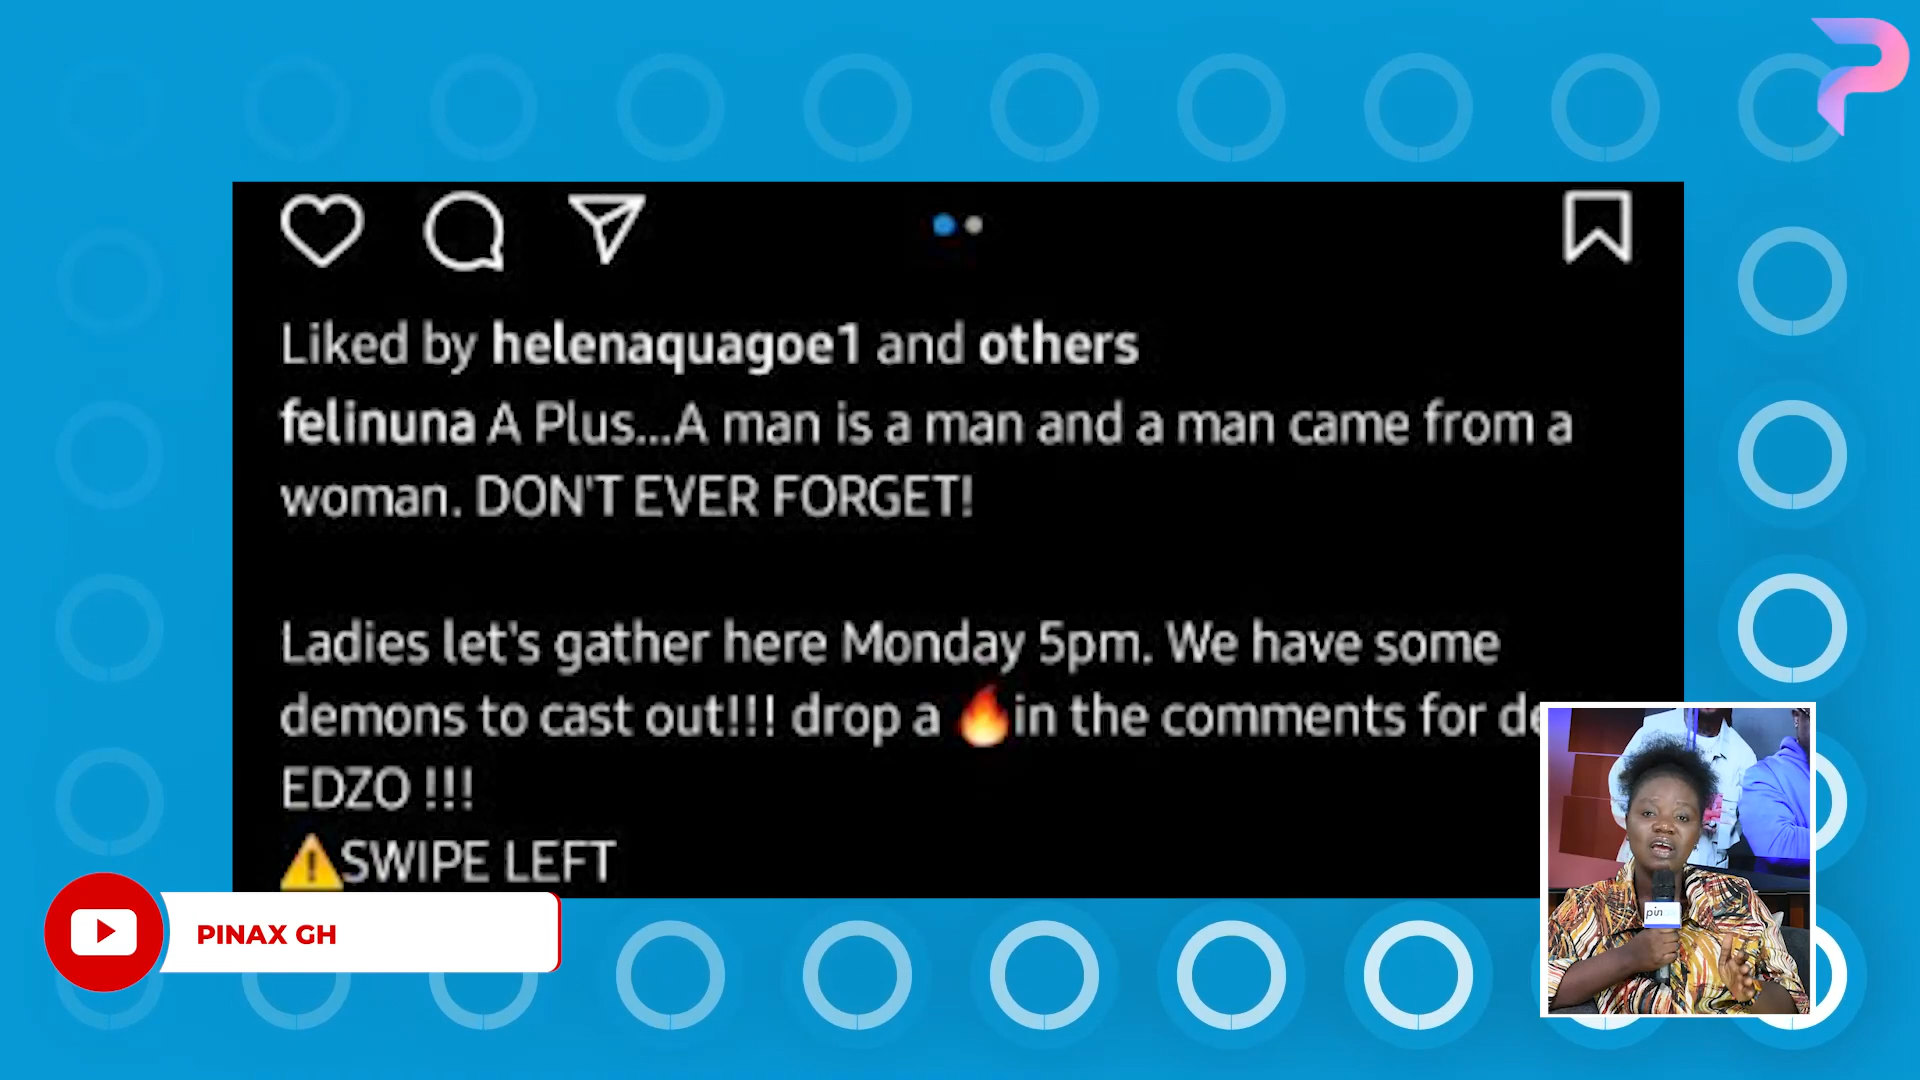 Liked by helenaquagoe1 and others
felinuna A Plus...A man is a man and a man came from a
woman. DON'T EVER FORGET!
Ladies let's gather here Monday 5pm. We have some
demons to cast out!!! drop a 🔥in the comments for
EDZO !!!
⚠️SWIPE LEFT
PINAX GH
pin